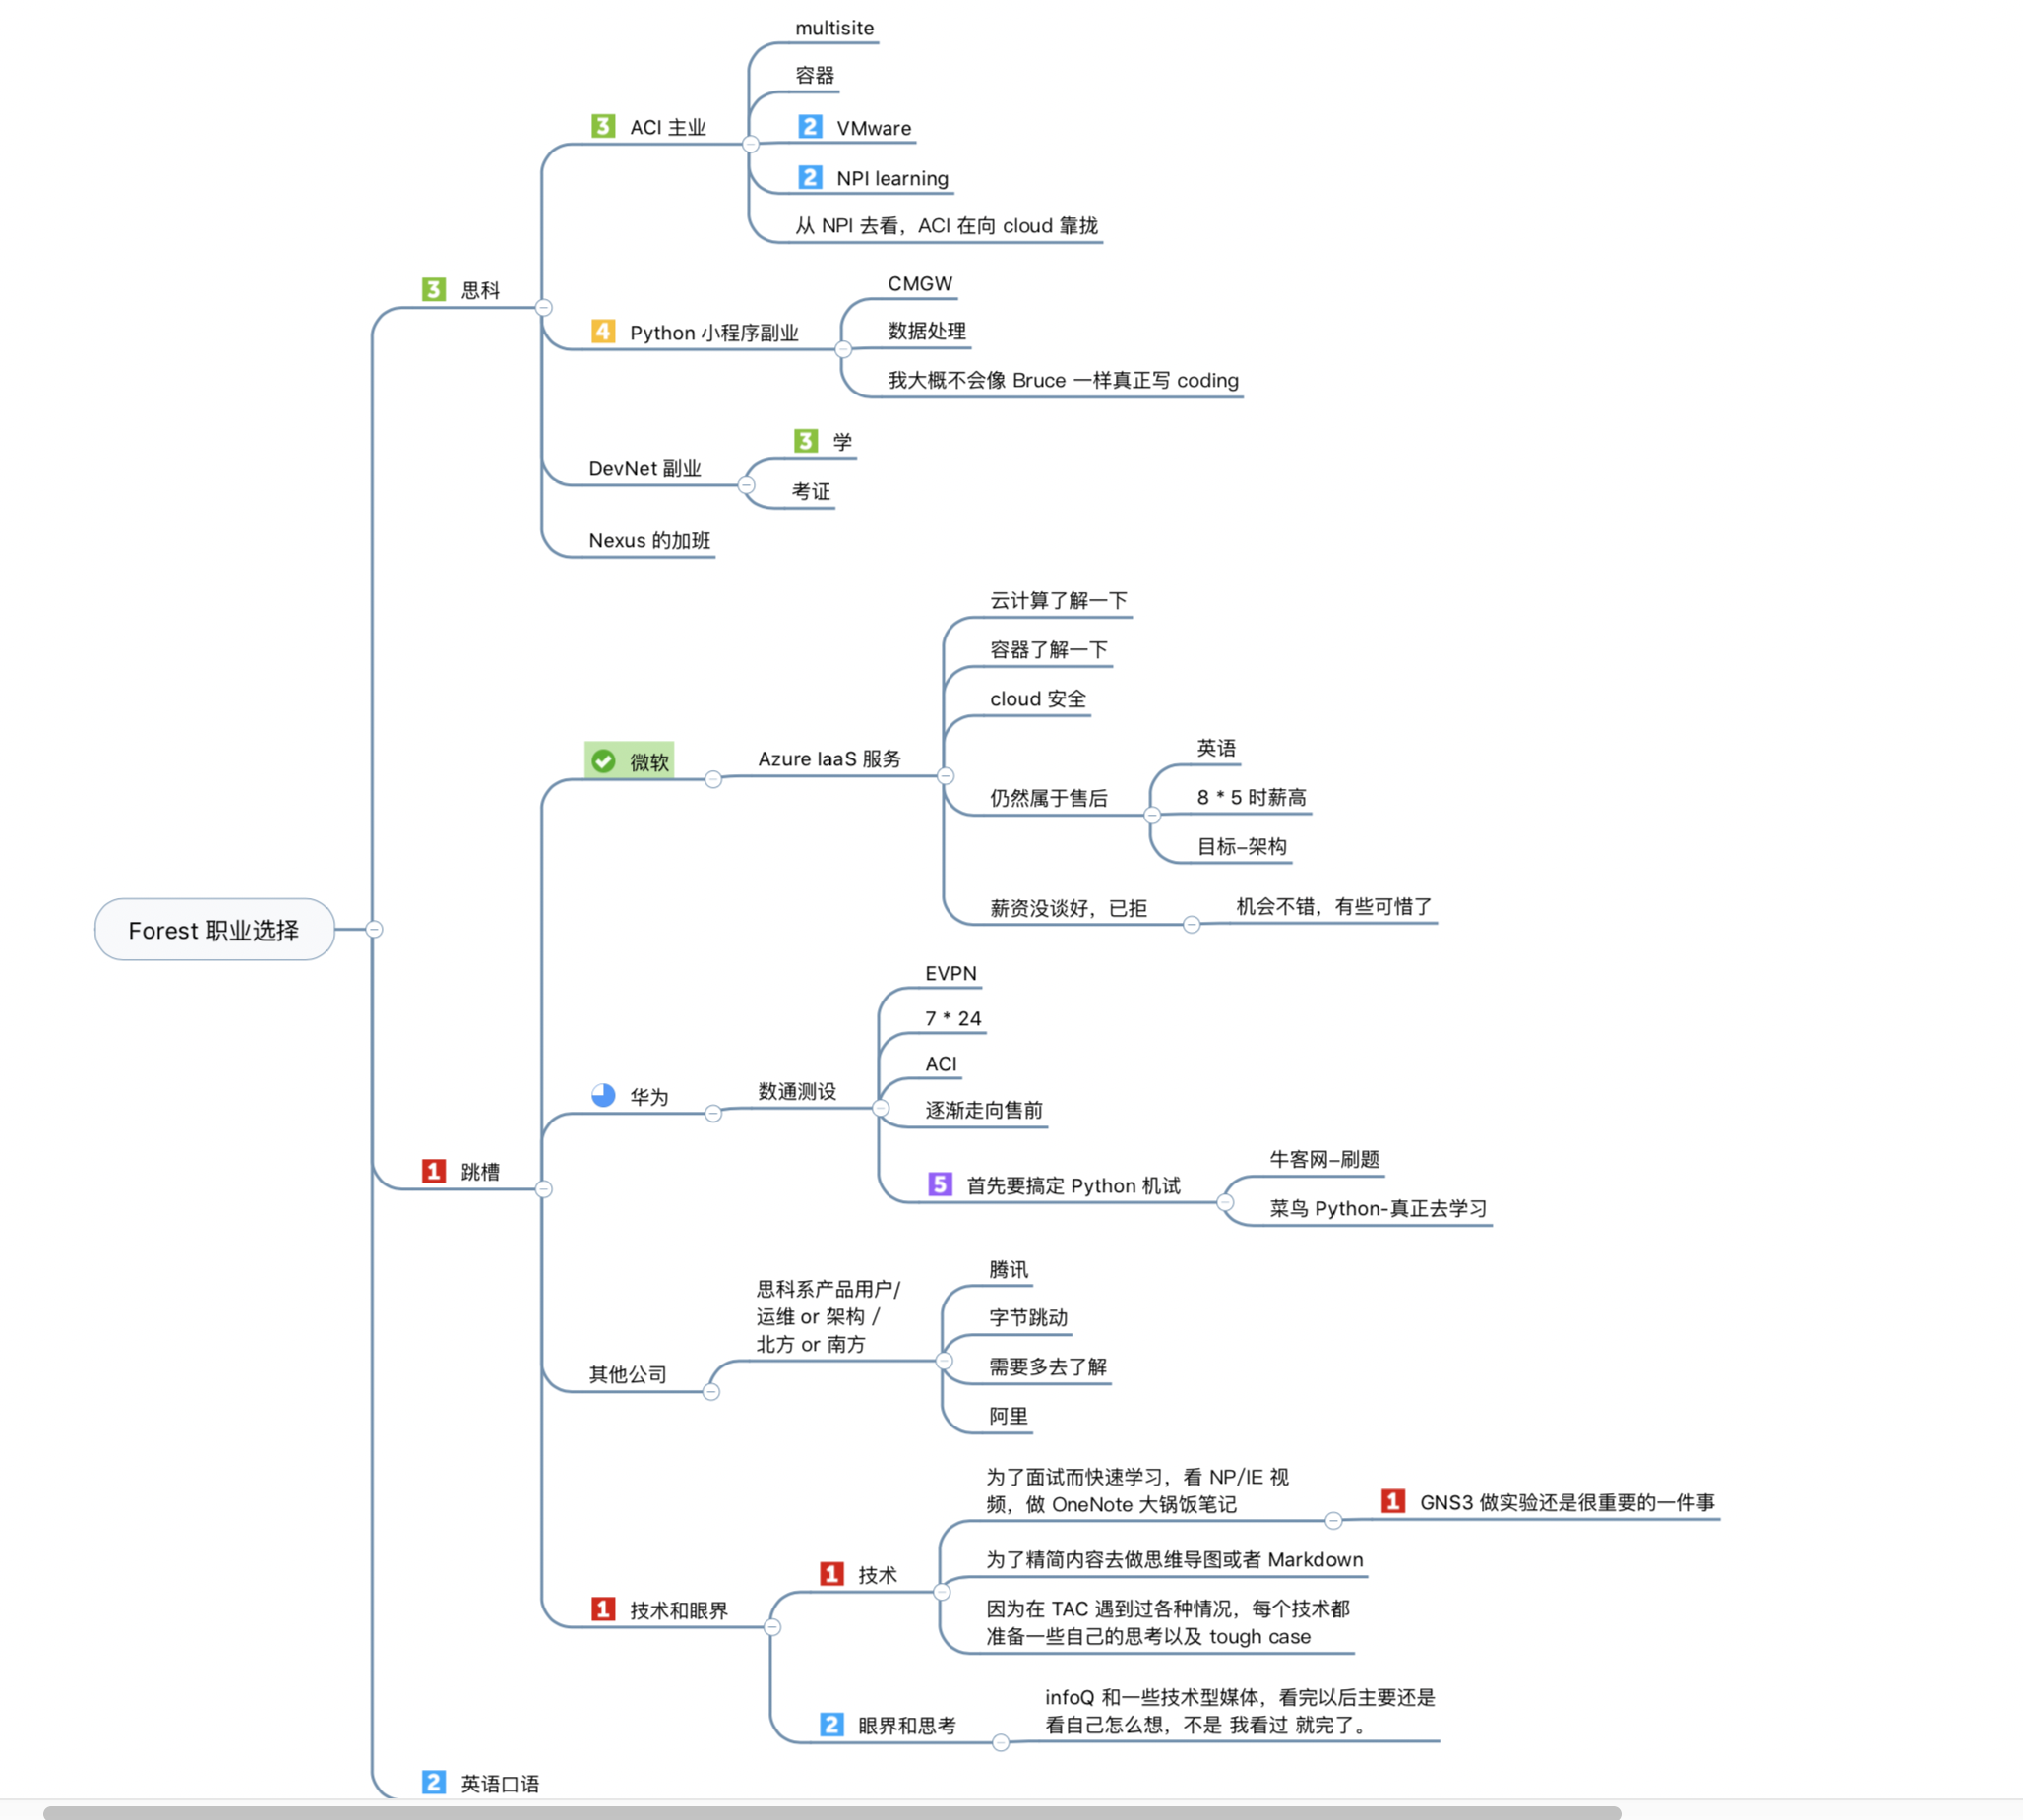 Forest 职业选择
3 思科
3 ACI 主业
multisite
容器
2 VMware
2 NPI learning
从 NPI 去看，ACI 在向 cloud 靠拢
4 Python 小程序副业
CMGW
数据处理
我大概不会像 Bruce 一样真正写 coding
DevNet 副业
3 学
考证
Nexus 的加班
1 跳槽
微软
Azure IaaS 服务
云计算了解一下
容器了解一下
cloud 安全
仍然属于售后
英语
8 * 5 时薪高
目标–架构
薪资没谈好，已拒
机会不错，有些可惜了
华为
数通测设
EVPN
7 * 24
ACI
逐渐走向售前
5 首先要搞定 Python 机试
牛客网–刷题
菜鸟 Python-真正去学习
其他公司
思科系产品用户/
运维 or 架构 /
北方 or 南方
腾讯
字节跳动
需要多去了解
阿里
1 技术和眼界
1 技术
为了面试而快速学习，看 NP/IE 视
频，做 OneNote 大锅饭笔记
1 GNS3 做实验还是很重要的一件事
为了精简内容去做思维导图或者 Markdown
因为在 TAC 遇到过各种情况，每个技术都
准备一些自己的思考以及 tough case
2 眼界和思考
infoQ 和一些技术型媒体，看完以后主要还是
看自己怎么想，不是 我看过 就完了。
2 英语口语